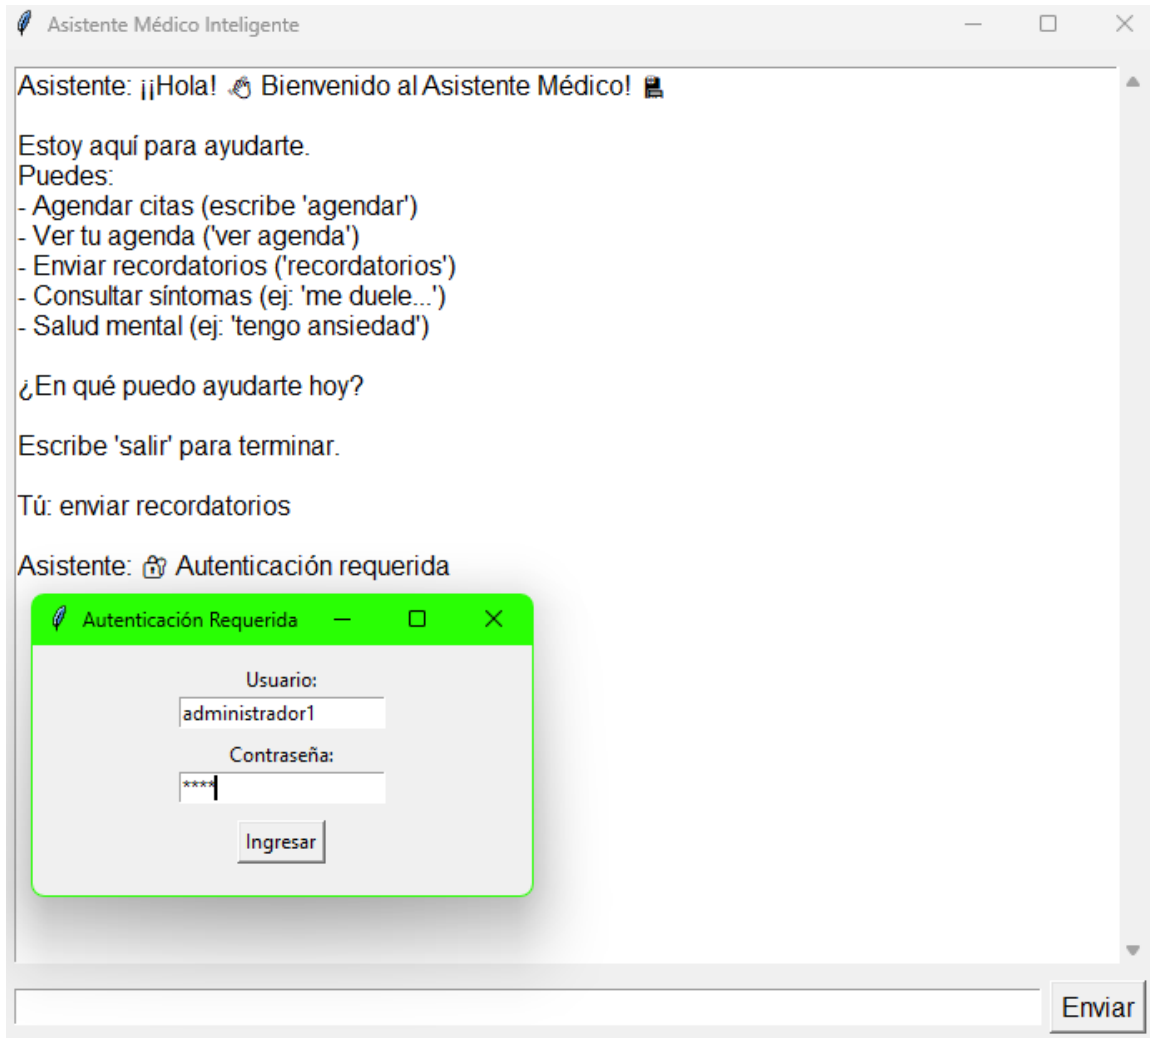 Asistente Médico Inteligente
Asistente: ¡¡Hola! 👋 Bienvenido al Asistente Médico! 💾
Estoy aquí para ayudarte.
Puedes:
- Agendar citas (escribe 'agendar')
- Ver tu agenda ('ver agenda')
- Enviar recordatorios ('recordatorios')
- Consultar síntomas (ej: 'me duele...')
- Salud mental (ej: 'tengo ansiedad')
¿En qué puedo ayudarte hoy?
Escribe 'salir' para terminar.
Tú: enviar recordatorios
Asistente: 🔐 Autenticación requerida
Autenticación Requerida
Usuario:
administrador1
Contraseña:
****
Ingresar
Enviar